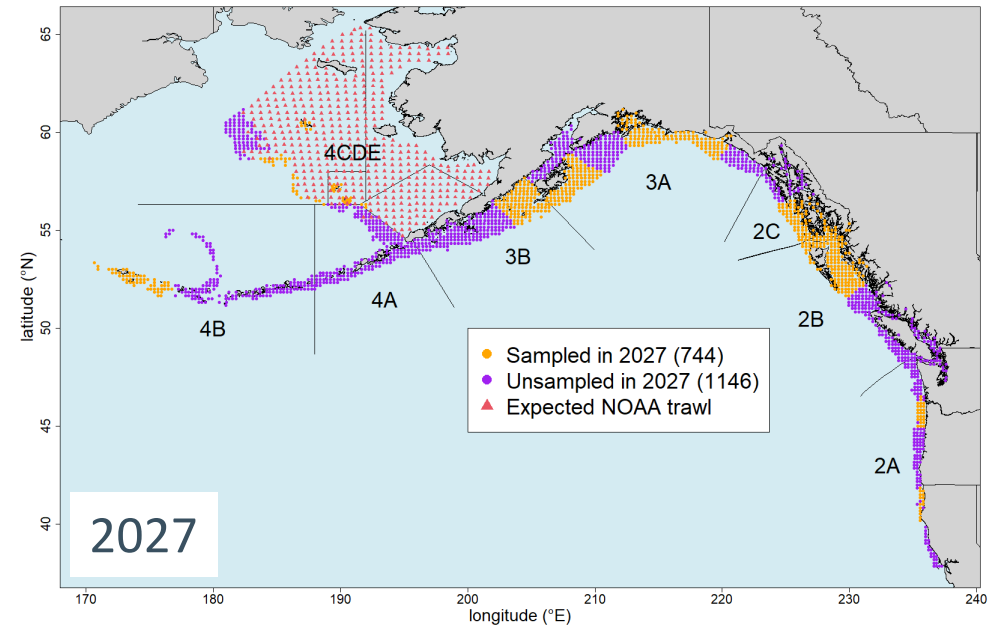 65
60
55
50
45
40
latitude (°N)
4CDE
3A
2C
3B
4A
4B
2B
2A
Sampled in 2027 (744)
Unsampled in 2027 (1146)
Expected NOAA trawl
2027
170
180
190
200
210
220
230
240
longitude (°E)